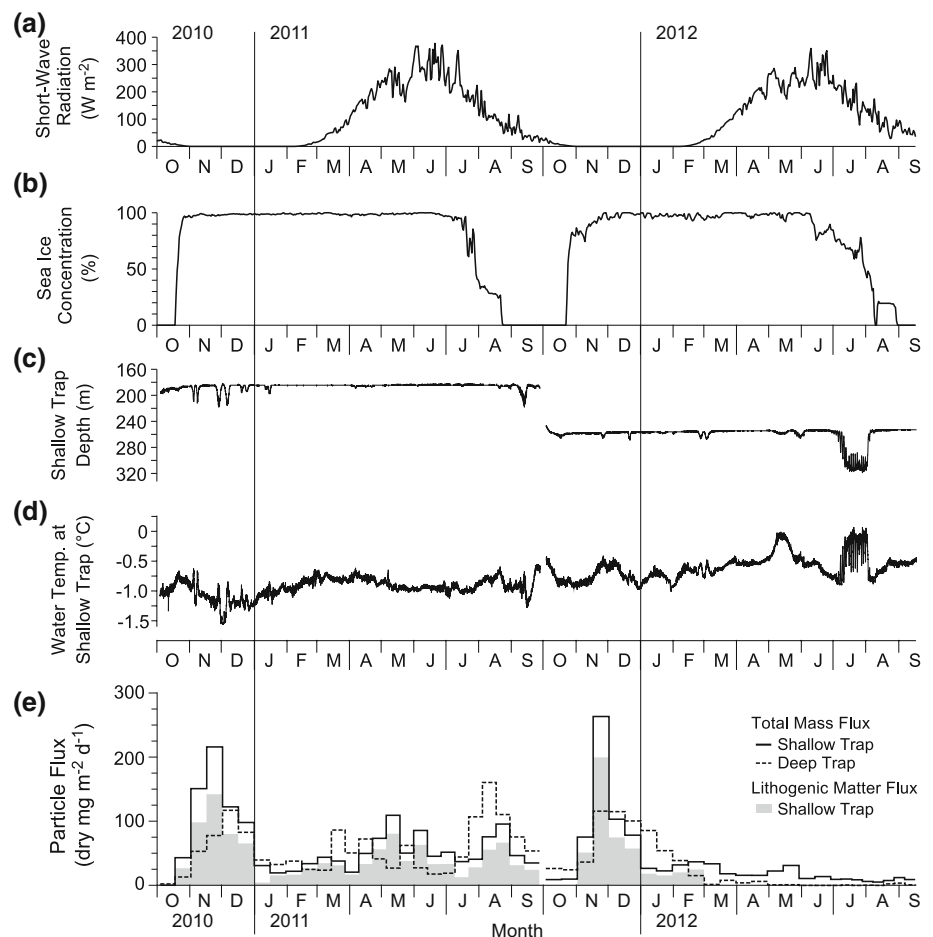 (a)
2010 2011 2012
Short-Wave
Radiation
(W m-2)
400
300
200
100
0
O N D J F M A M J J A S O N D J F M A M J J A S
(b)
Sea Ice
Concentration
(%)
100
50
0
O N D J F M A M J J A S O N D J F M A M J J A S
(c)
Shallow Trap
Depth (m)
160
200
240
280
320
(d)
Water Temp. at
Shallow Trap (°C)
0
-0.5
-1.0
-1.5
O N D J F M A M J J A S O N D J F M A M J J A S
(e)
Particle Flux
(dry mg m-2 d-1)
300
200
100
0
Total Mass Flux
Shallow Trap
Deep Trap
Lithogenic Matter Flux
Shallow Trap
O N D J F M A M J J A S O N D J F M A M J J A S
2010 2011 Month 2012